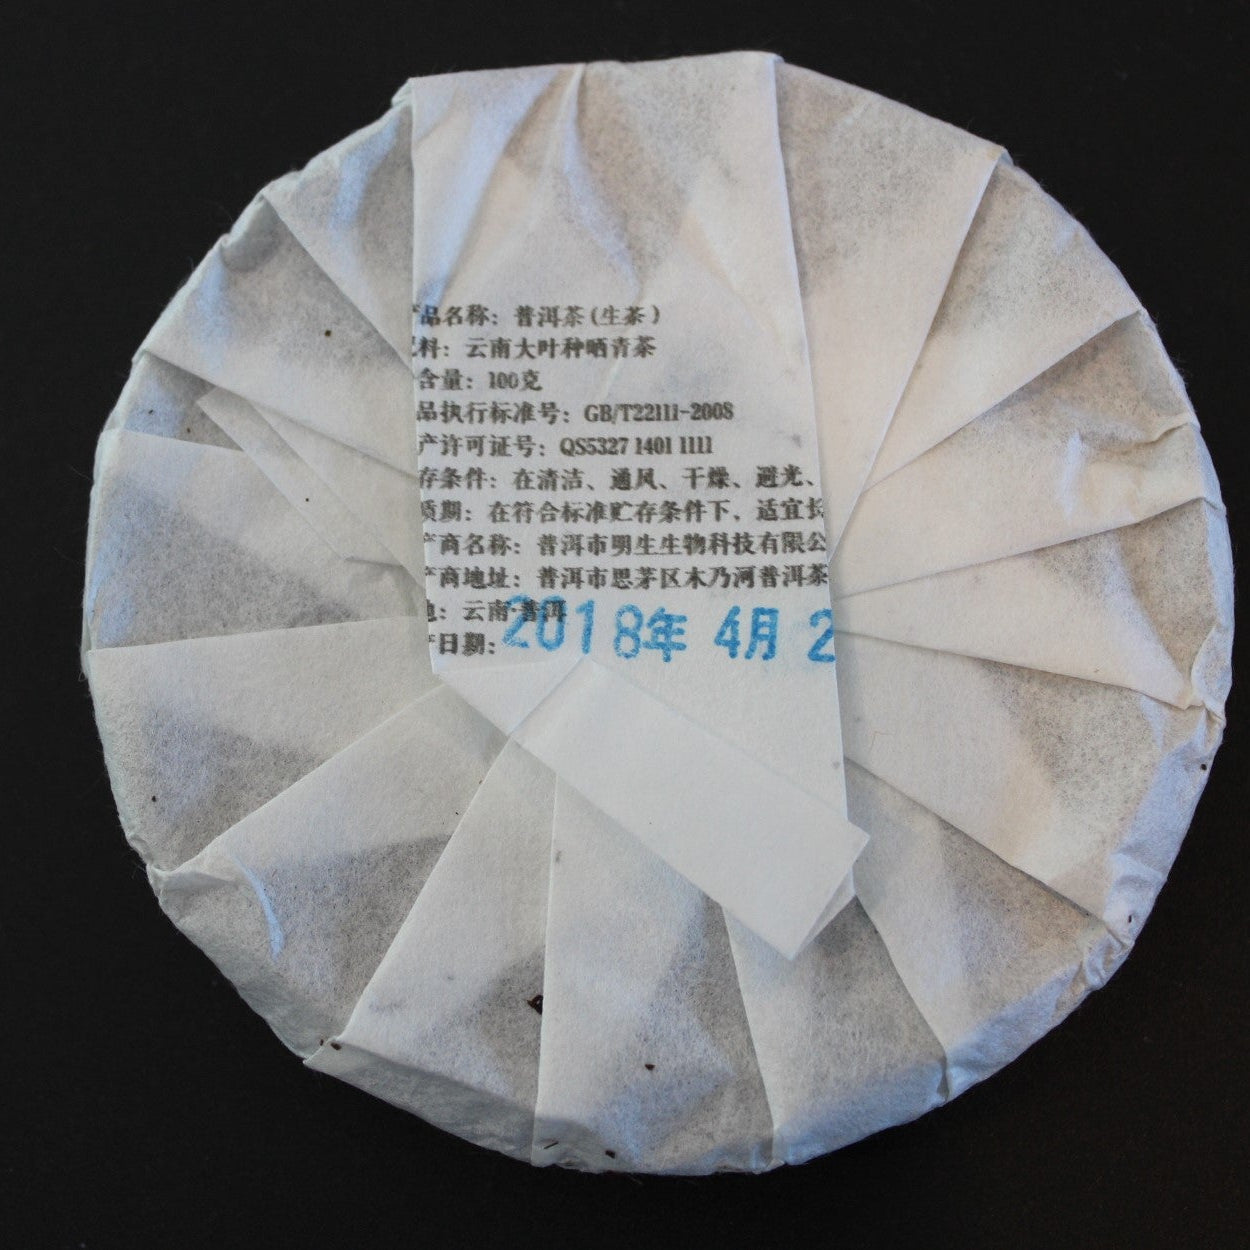 品名称：普洱茶(生茶)
料：云南大叶种晒青茶
含量：100克
品执行标准号：GB/T22111-2008
产许可证号：QS5327 1401 1111
存条件：在清洁、通风、干燥、避光、
质期：在符合标准贮存条件下，适宜长
产商名称：普洱市明生生物科技有限公
产商地址：普洱市思茅区木乃河普洱茶
地：云南·普洱
日期：2018年 4月 2